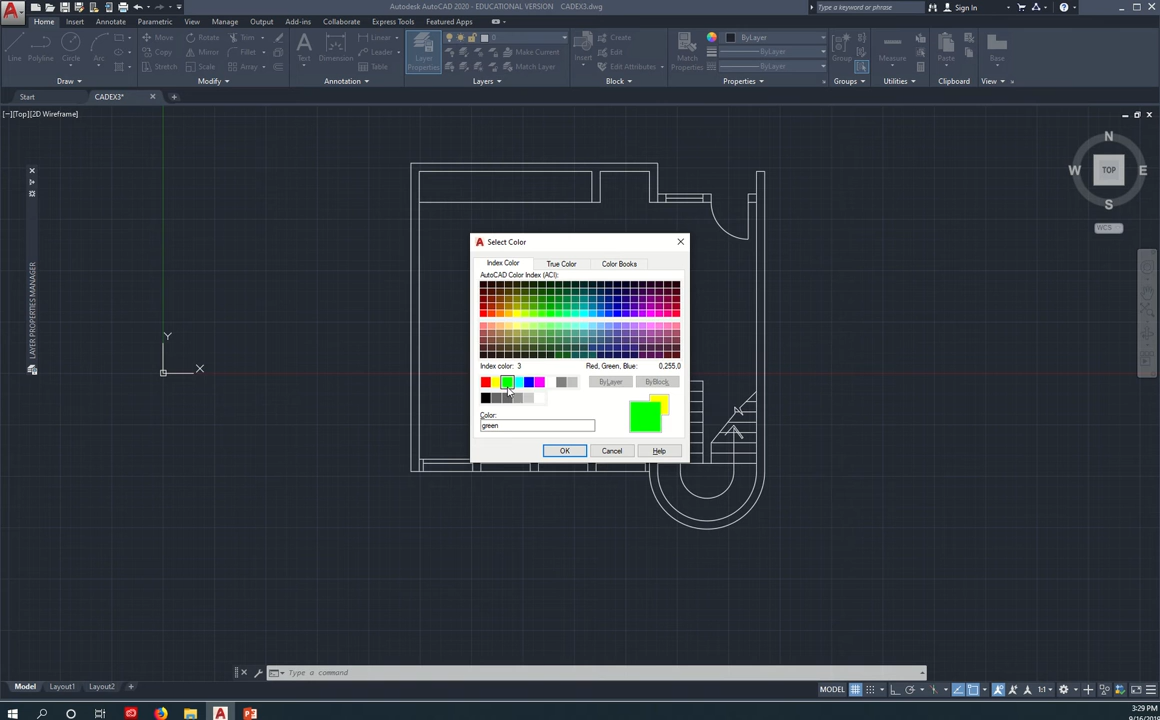 Autodesk AutoCAD 2020 - EDUCATIONAL VERSION CADEX3.dwg
Type a keyword or phrase
Sign In
Home Insert Annotate Parametric View Manage Output Add-ins Collaborate Express Tools Featured Apps
Line Polyline Circle Arc
Move Rotate Trim
Copy Mirror Fillet
Stretch Scale Array
Text Dimension
Linear
Leader
Table
Layer Properties
0
Make Current
Match Layer
Insert
Create
Edit
Edit Attributes
Match Properties
ByLayer
ByLayer
ByLayer
Group
Measure
Paste
Base
Draw Modify Annotation Layers Block Properties Groups Utilities Clipboard View
Start CADEX3*
[−][Top][2D Wireframe]
N
W TOP E
S
WCS
LAYER PROPERTIES MANAGER
Y
X
Select Color
Index Color True Color Color Books
AutoCAD Color Index (ACI):
Index color: 3 Red, Green, Blue: 0,255,0
ByLayer ByBlock
Color:
green
OK Cancel Help
Type a command
Model Layout1 Layout2
MODEL
1:1
3:29 PM